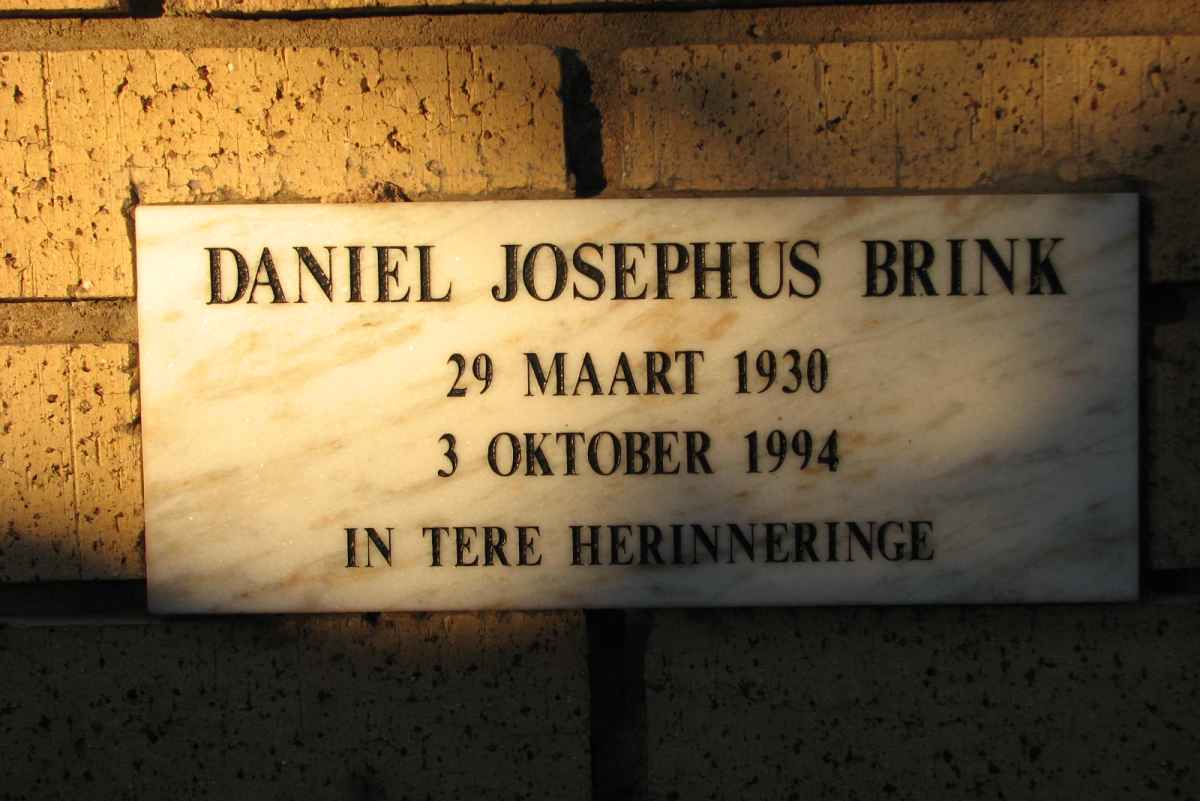 DANIEL JOSEPHUS BRINK
29 MAART 1930
3 OKTOBER 1994
IN TERE HERINNERINGE